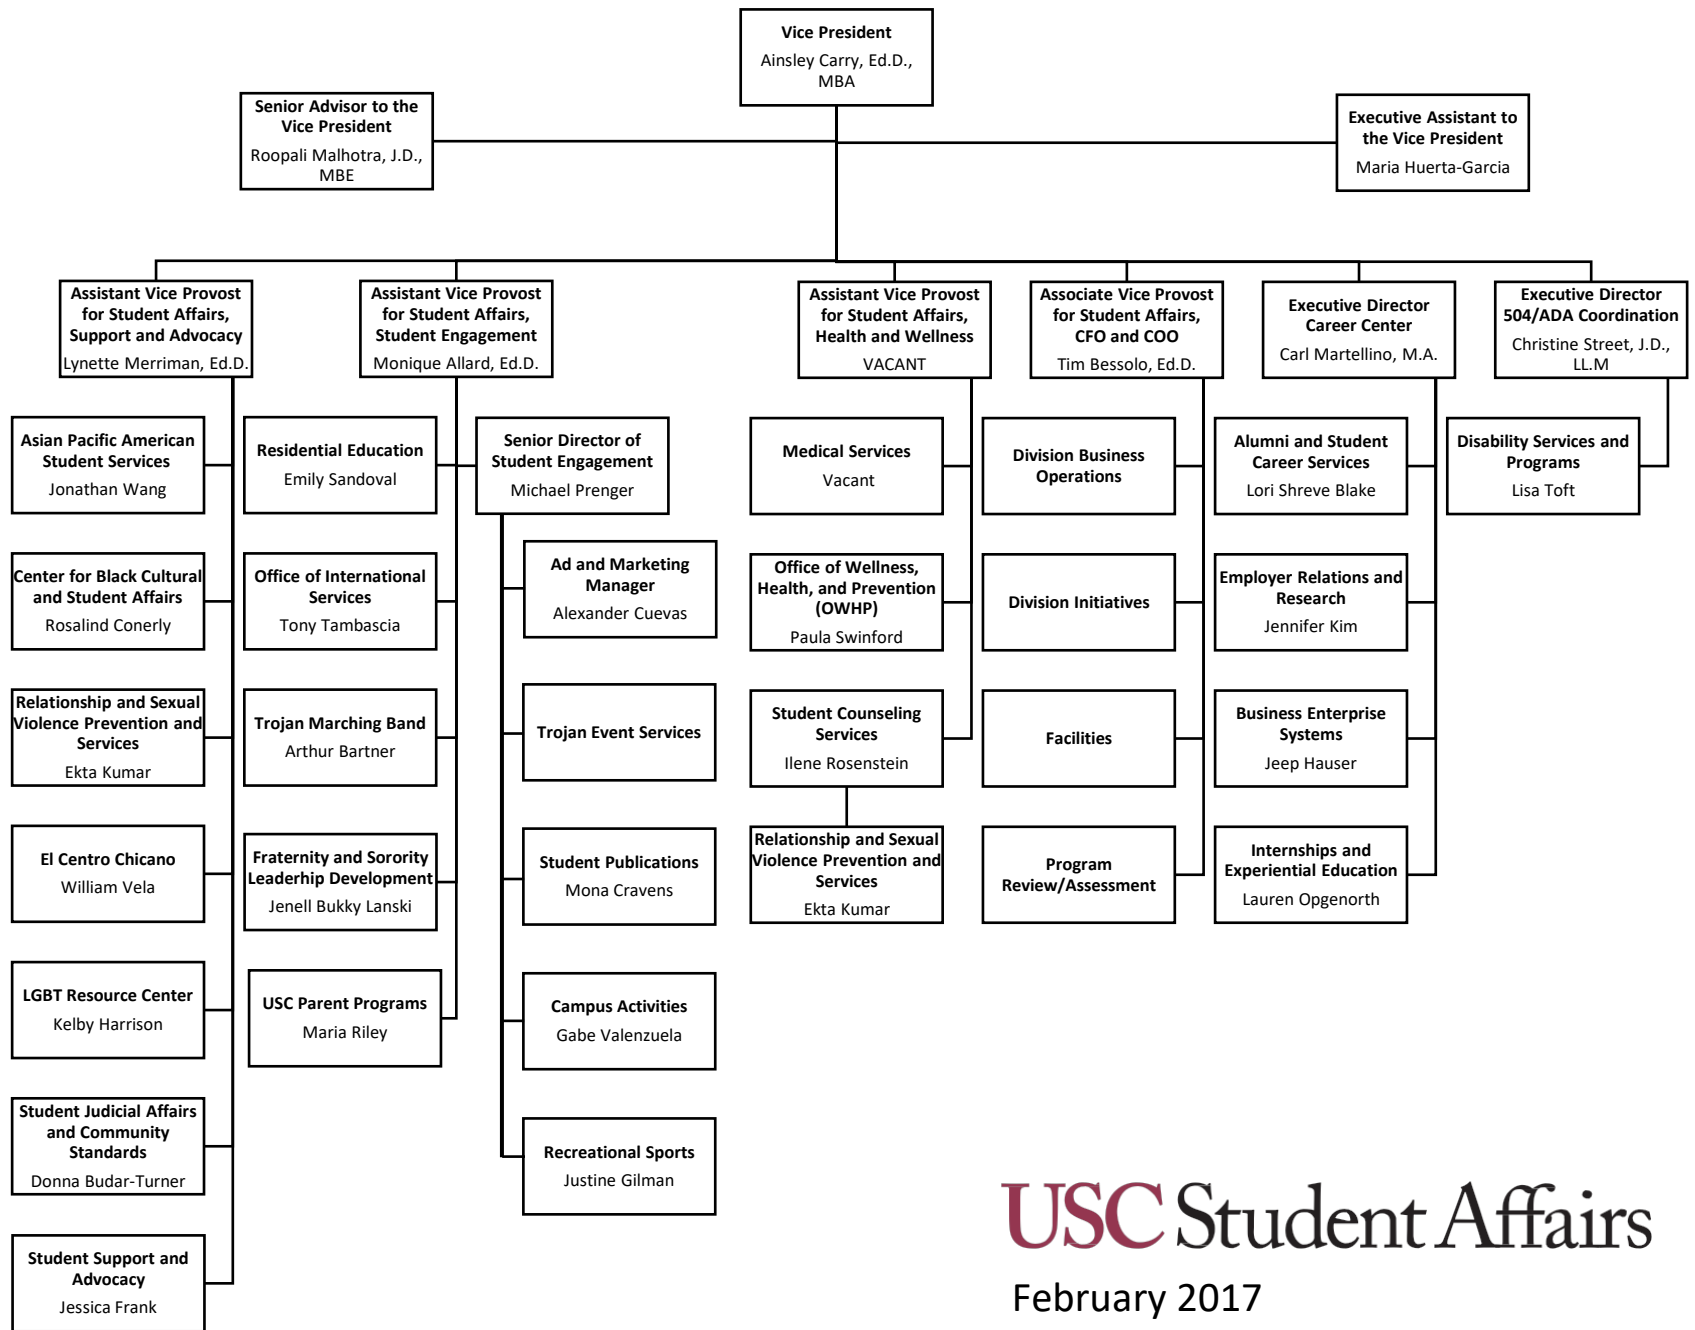 Vice President
Ainsley Carry, Ed.D.,
MBA
Senior Advisor to the
Vice President
Roopali Malhotra, J.D.,
MBE
Executive Assistant to
the Vice President
Maria Huerta-Garcia
Assistant Vice Provost
for Student Affairs,
Support and Advocacy
Lynette Merriman, Ed.D.
Assistant Vice Provost
for Student Affairs,
Student Engagement
Monique Allard, Ed.D.
Assistant Vice Provost
for Student Affairs,
Health and Wellness
VACANT
Associate Vice Provost
for Student Affairs,
CFO and COO
Tim Bessolo, Ed.D.
Executive Director
Career Center
Carl Martellino, M.A.
Executive Director
504/ADA Coordination
Christine Street, J.D.,
LL.M
Asian Pacific American
Student Services
Jonathan Wang
Center for Black Cultural
and Student Affairs
Rosalind Conerly
Relationship and Sexual
Violence Prevention and
Services
Ekta Kumar
El Centro Chicano
William Vela
LGBT Resource Center
Kelby Harrison
Student Judicial Affairs
and Community
Standards
Donna Budar-Turner
Student Support and
Advocacy
Jessica Frank
Residential Education
Emily Sandoval
Office of International
Services
Tony Tambascia
Trojan Marching Band
Arthur Bartner
Fraternity and Sorority
Leaderhip Development
Jenell Bukky Lanski
USC Parent Programs
Maria Riley
Senior Director of
Student Engagement
Michael Prenger
Ad and Marketing
Manager
Alexander Cuevas
Trojan Event Services
Student Publications
Mona Cravens
Campus Activities
Gabe Valenzuela
Recreational Sports
Justine Gilman
Medical Services
Vacant
Office of Wellness,
Health, and Prevention
(OWHP)
Paula Swinford
Student Counseling
Services
Ilene Rosenstein
Relationship and Sexual
Violence Prevention and
Services
Ekta Kumar
Division Business
Operations
Division Initiatives
Facilities
Program
Review/Assessment
Alumni and Student
Career Services
Lori Shreve Blake
Employer Relations and
Research
Jennifer Kim
Business Enterprise
Systems
Jeep Hauser
Internships and
Experiential Education
Lauren Opgenorth
Disability Services and
Programs
Lisa Toft
USC Student Affairs
February 2017